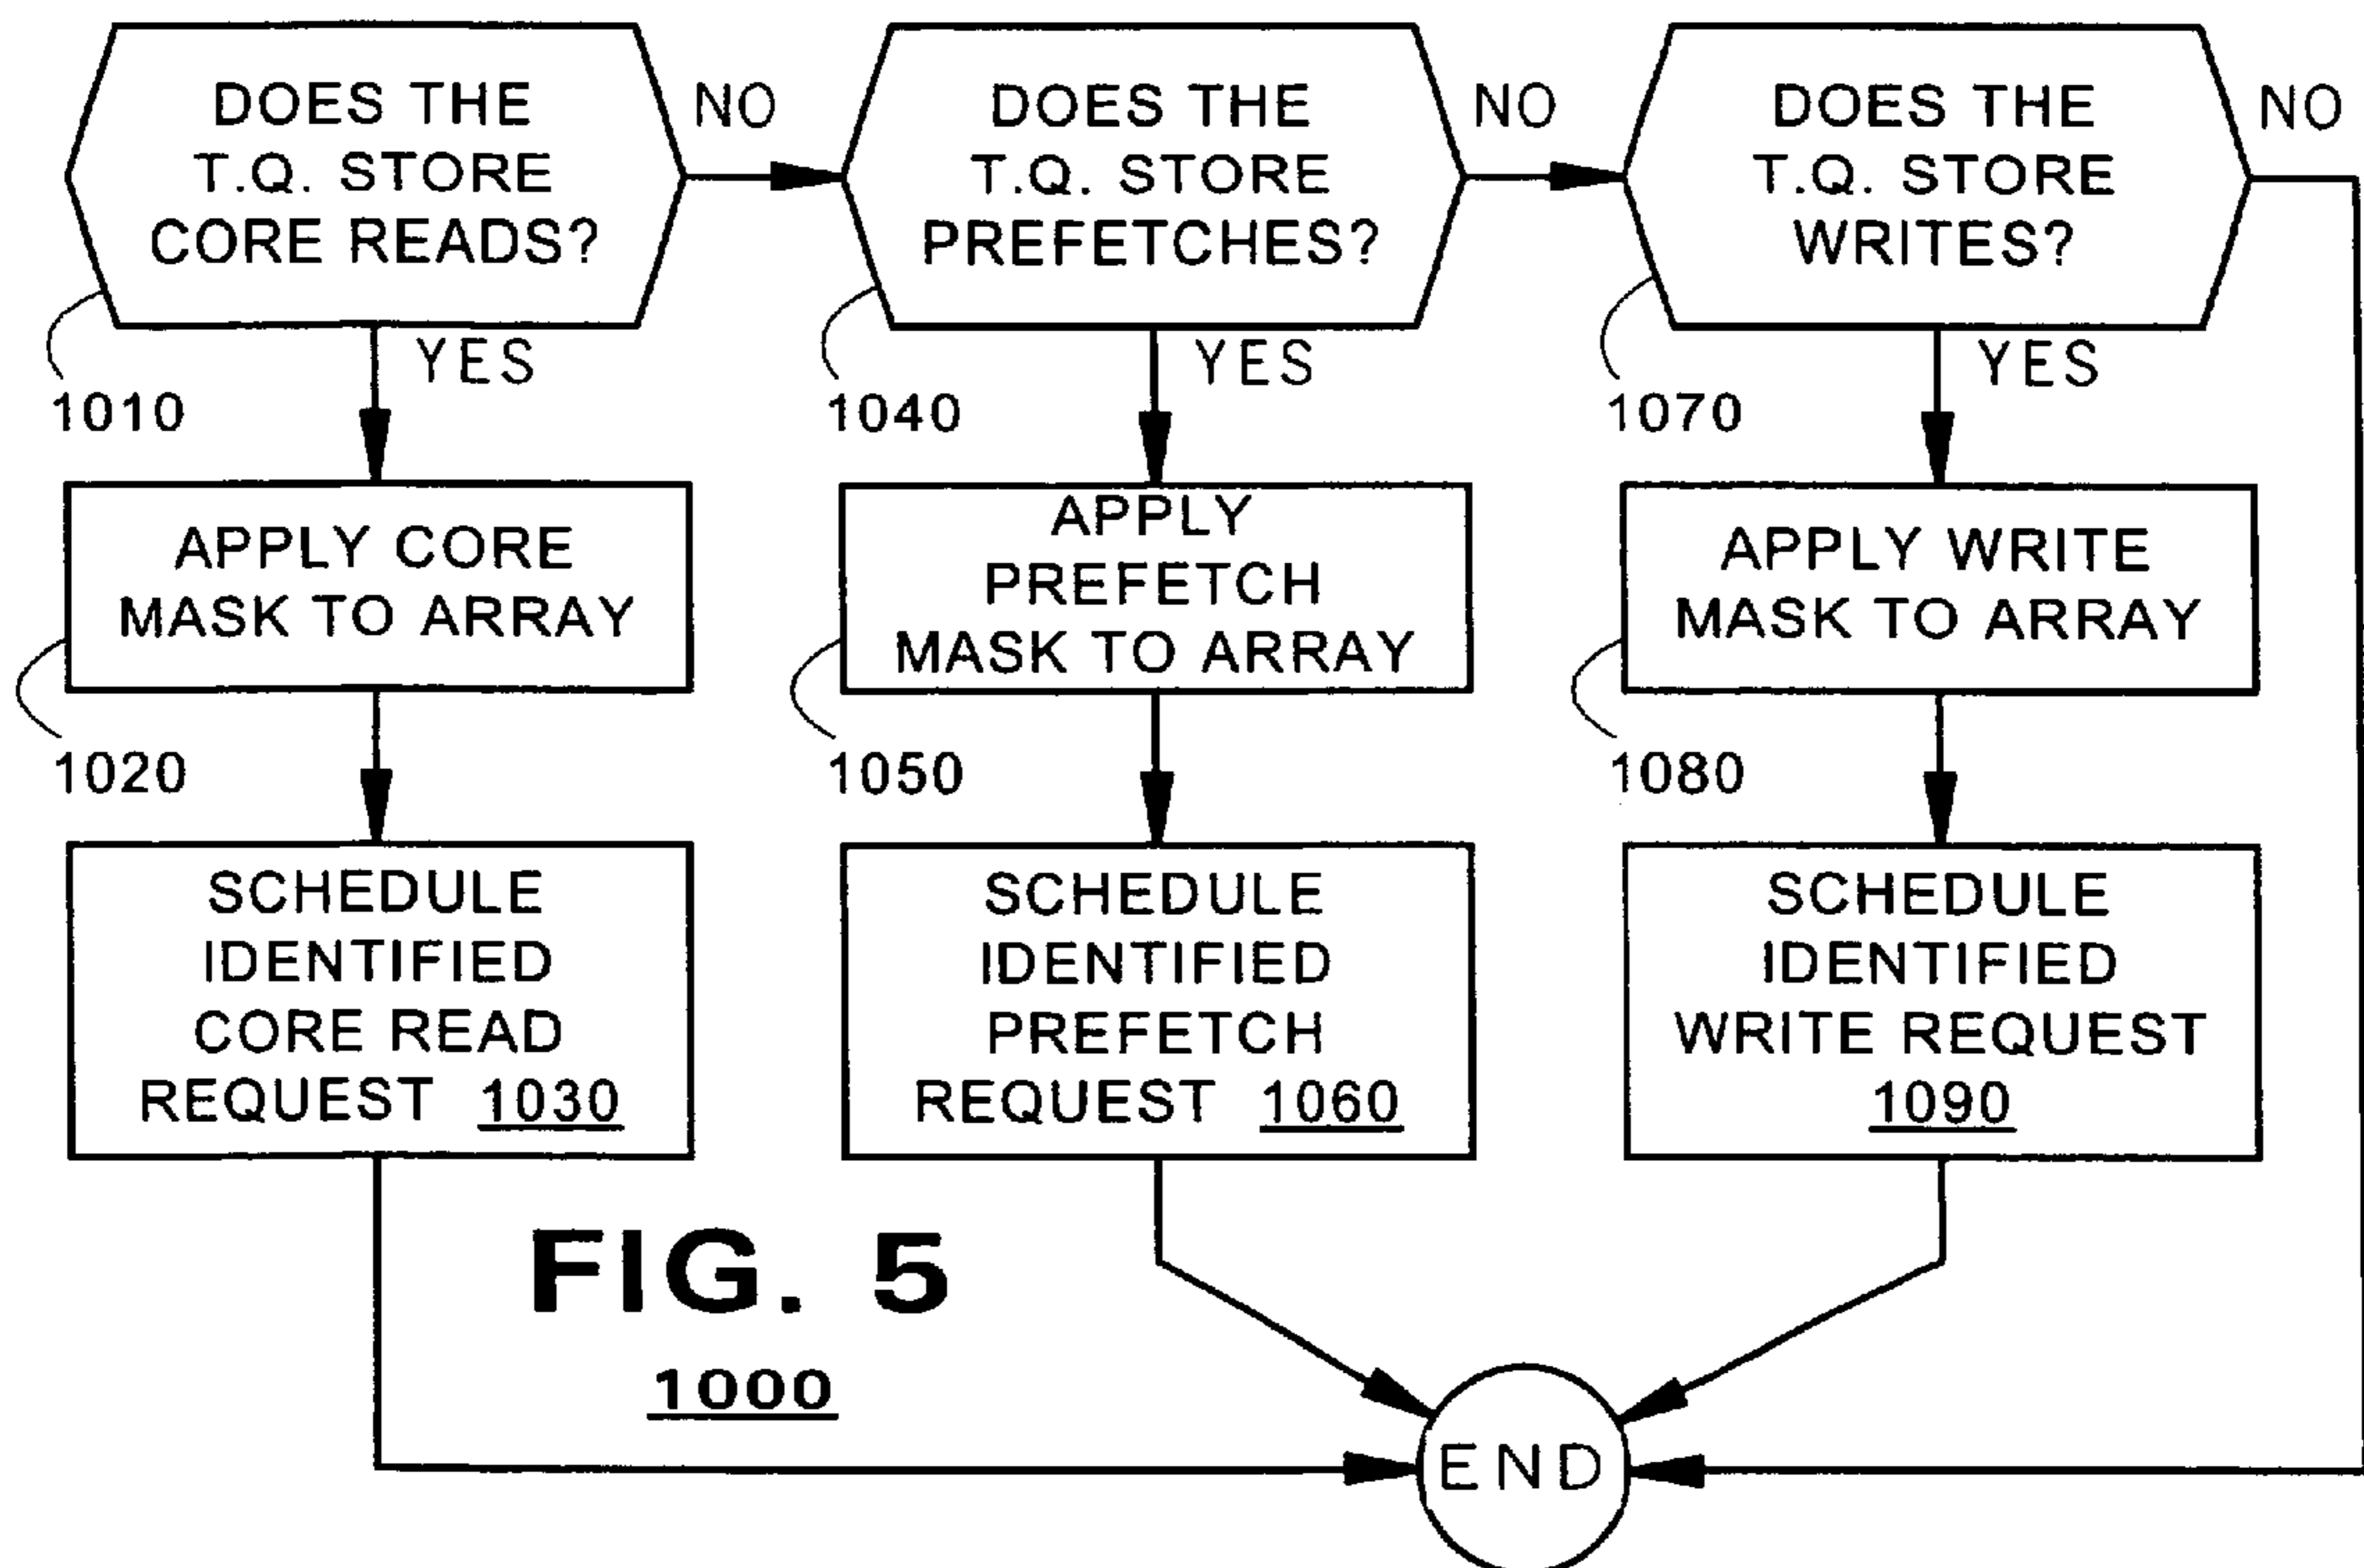 DOES THE
T.Q. STORE
CORE READS?
NO
YES
1010
DOES THE
T.Q. STORE
PREFETCHES?
NO
YES
1040
DOES THE
T.Q. STORE
WRITES?
NO
YES
1070
APPLY CORE
MASK TO ARRAY
1020
APPLY
PREFETCH
MASK TO ARRAY
1050
APPLY WRITE
MASK TO ARRAY
1080
SCHEDULE
IDENTIFIED
CORE READ
REQUEST 1030
SCHEDULE
IDENTIFIED
PREFETCH
REQUEST 1060
SCHEDULE
IDENTIFIED
WRITE REQUEST
1090
FIG. 5
1000
END